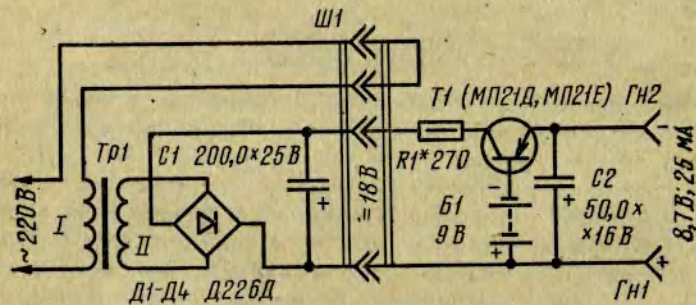 Ш1
Т1 (МП21Д, МП21Е) Гн2
Тр1
С1 200,0×25В
R1* 270
~220В
I
II
=18В
Б1
9В
С2
50,0×
×16В
8,7В; 25 мА
Д1-Д4 Д226Д
Гн1